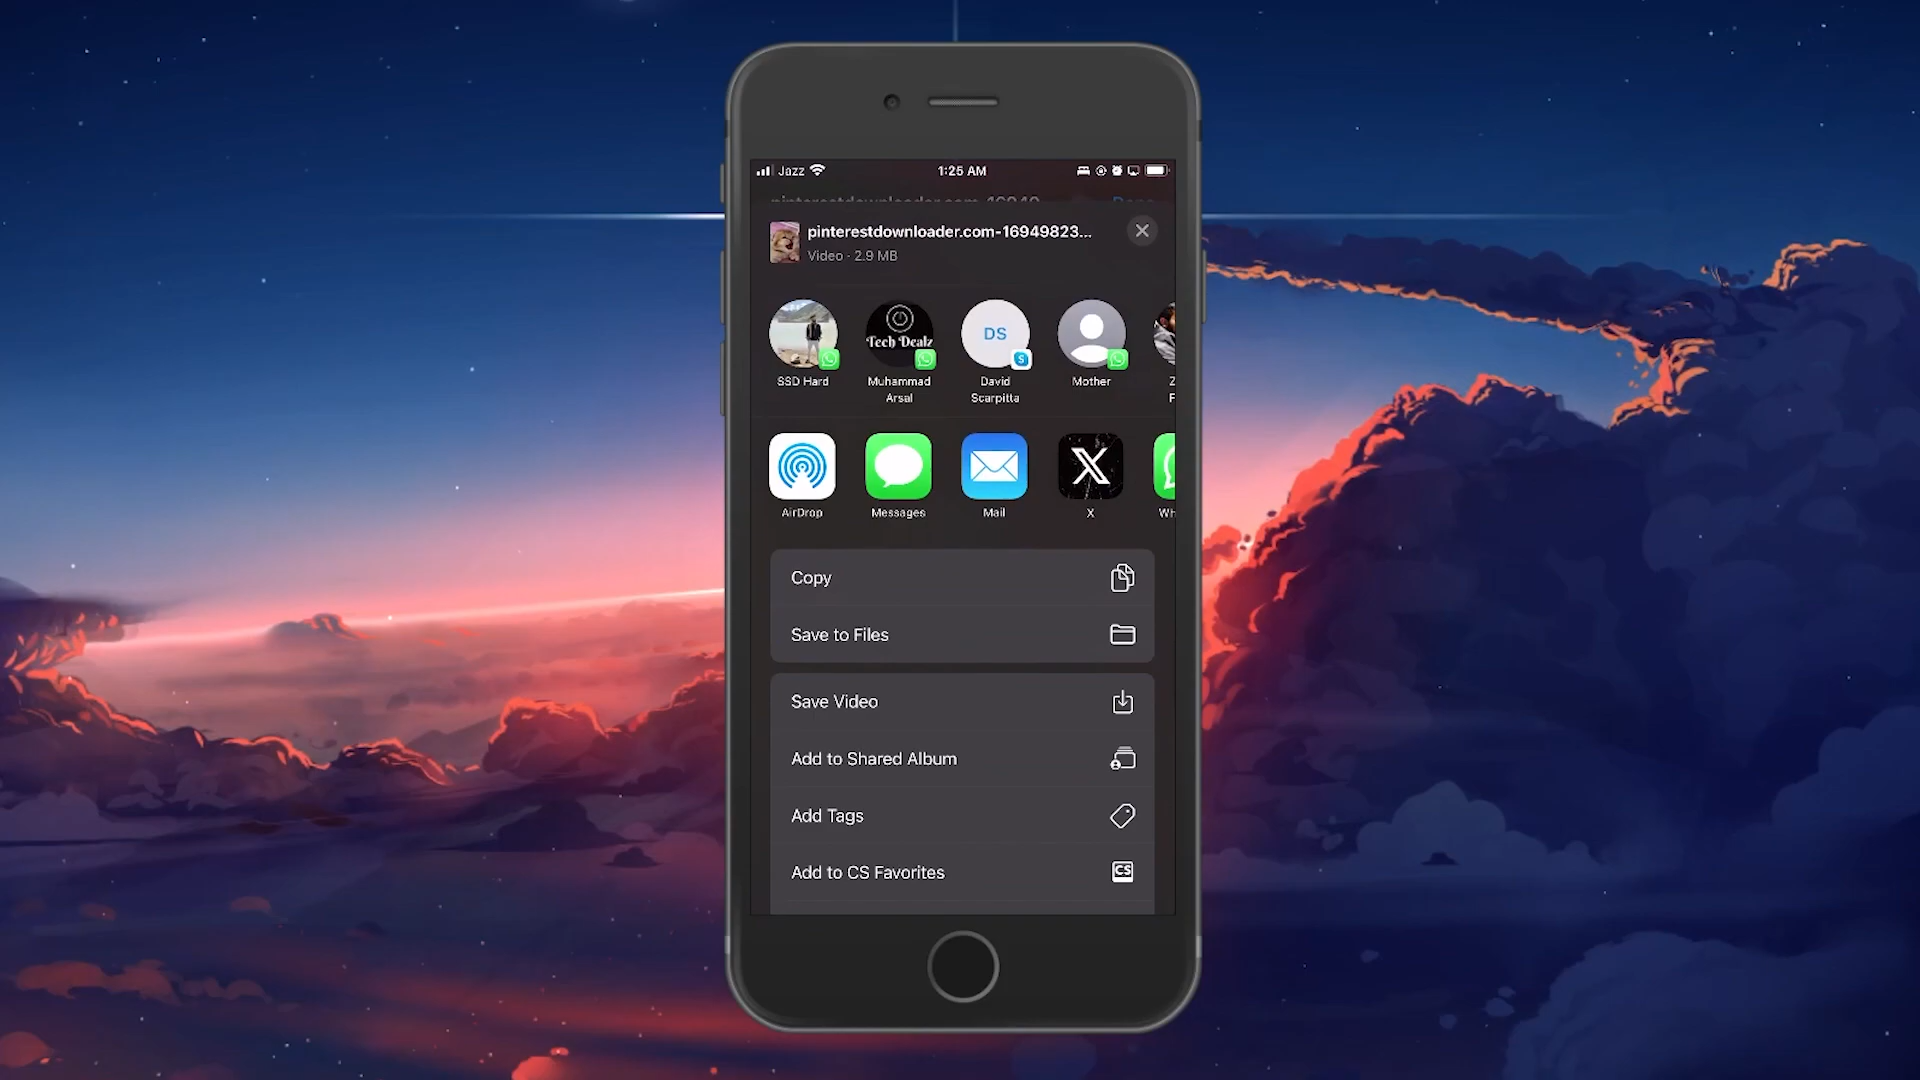 Jazz
1:25 AM
pinterestdownloader.com-16949823...
Video · 2.9 MB
Tech Dealz
DS
SSD Hard
Muhammad
Arsal
David
Scarpitta
Mother
Z
F
AirDrop
Messages
Mail
X
Wh
Copy
Save to Files
Save Video
Add to Shared Album
Add Tags
Add to CS Favorites
CS